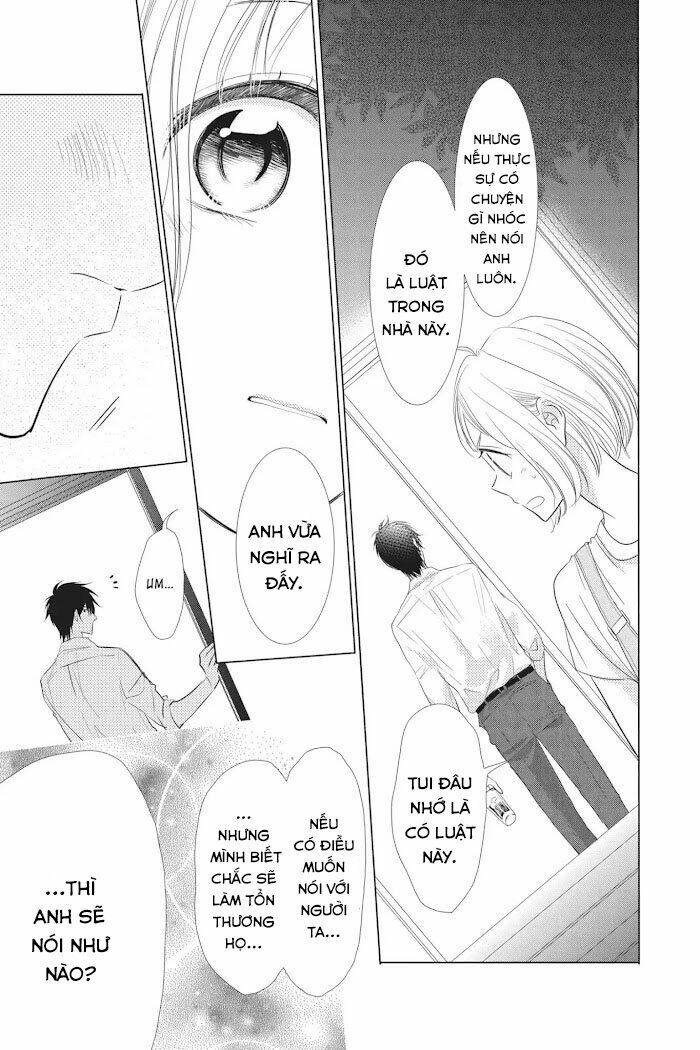 NHƯNG
NẾU THỰC
SỰ CÓ
CHUYỆN
GÌ NHÓC
NÊN NÓI
ANH
LUÔN.
ĐÓ
LÀ LUẬT
TRONG
NHÀ NÀY.
TUI ĐÂU
NHỚ LÀ
CÓ LUẬT
NÀY.
ANH VỪA
NGHĨ RA
ĐẤY.
UM...
NẾU
CÓ ĐIỀU
MUỐN
NÓI VỚI
NGƯỜI
TA...
...
NHƯNG
MÌNH BIẾT
CHẮC SẼ
LÀM TỔN
THƯƠNG
HỌ...
...THÌ
ANH SẼ
NÓI NHƯ
NÀO?